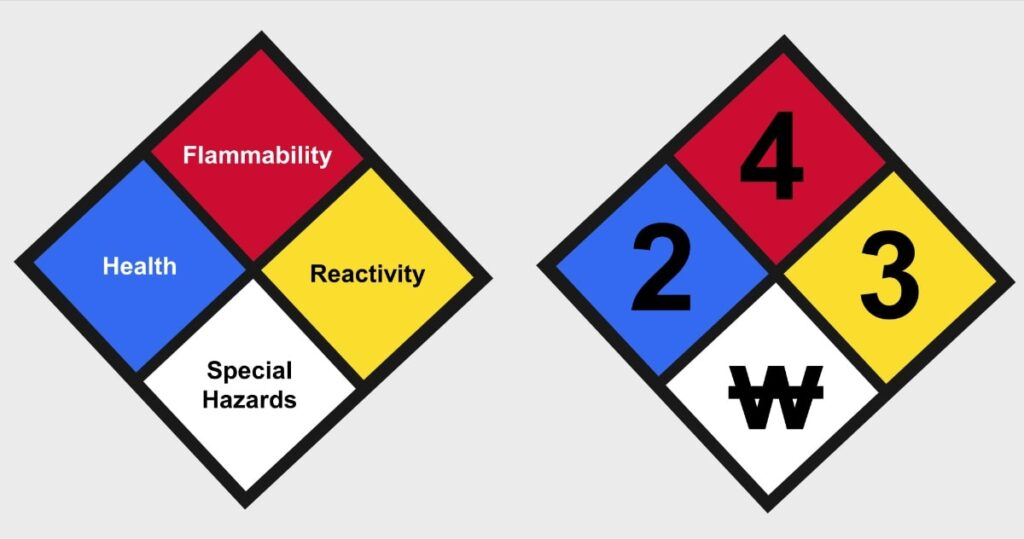 Flammability
Health
Reactivity
Special
Hazards
4
2
3
W